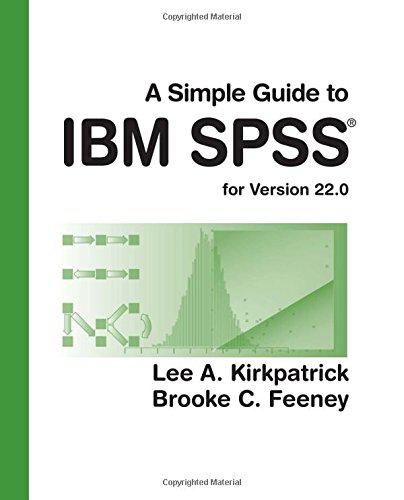 Copyrighted Material
A Simple Guide to
IBM SPSS®
for Version 22.0
Lee A. Kirkpatrick
Brooke C. Feeney
Copyrighted Material